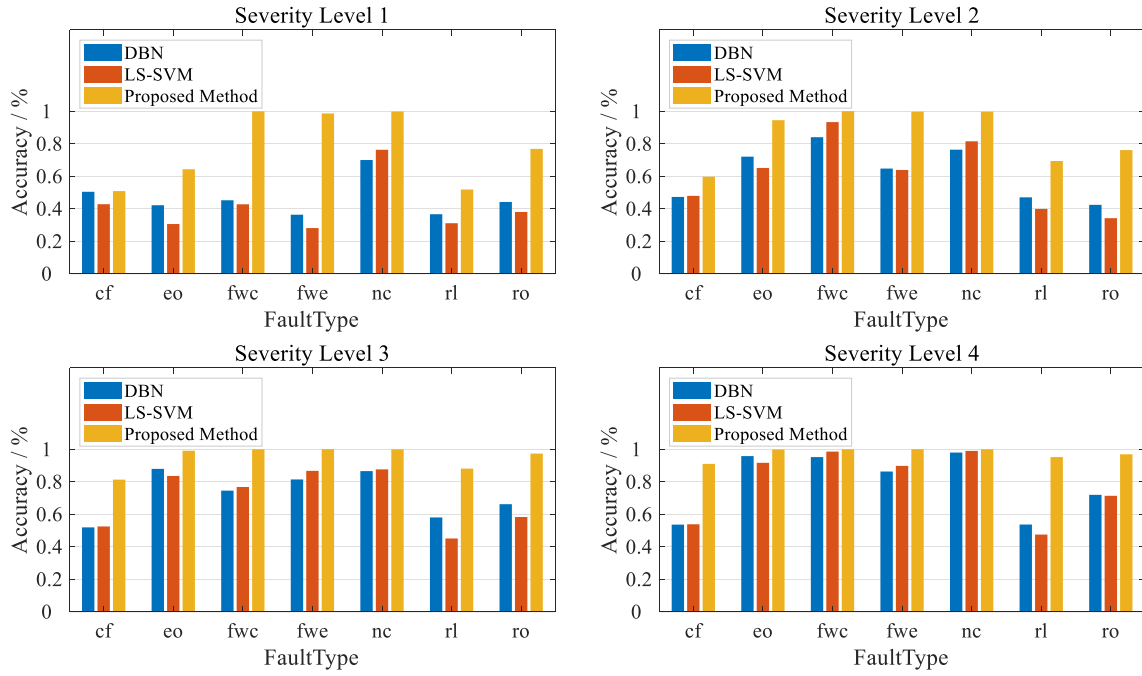 Severity Level 1
DBN
LS-SVM
Proposed Method
Accuracy / %
1
0.8
0.6
0.4
0.2
0
cf eo fwc fwe nc rl ro
FaultType
Severity Level 2
DBN
LS-SVM
Proposed Method
Accuracy / %
1
0.8
0.6
0.4
0.2
0
cf eo fwc fwe nc rl ro
FaultType
Severity Level 3
DBN
LS-SVM
Proposed Method
Accuracy / %
1
0.8
0.6
0.4
0.2
0
cf eo fwc fwe nc rl ro
FaultType
Severity Level 4
DBN
LS-SVM
Proposed Method
Accuracy / %
1
0.8
0.6
0.4
0.2
0
cf eo fwc fwe nc rl ro
FaultType